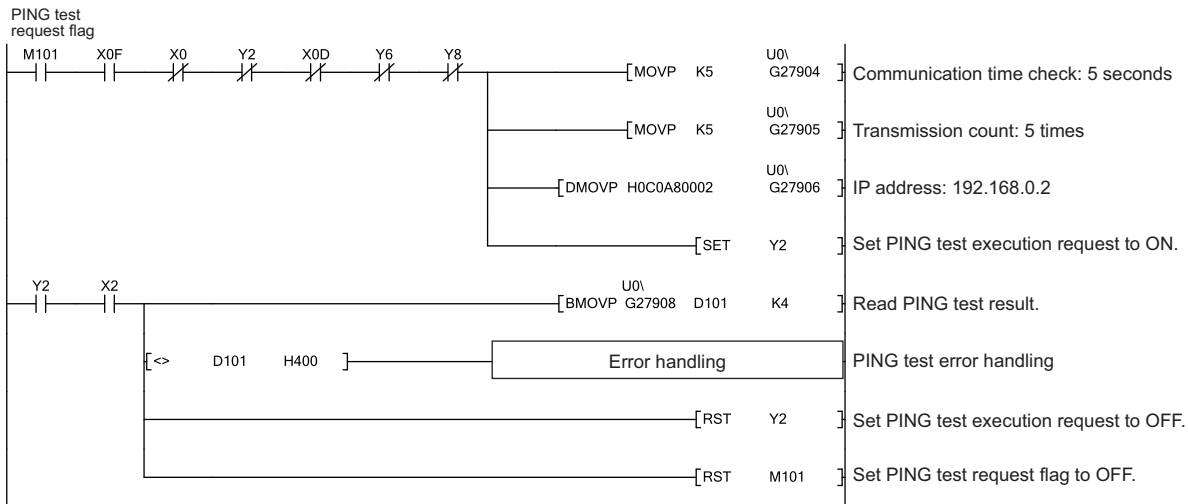 PING test
request flag
M101 X0F X0 Y2 X0D Y6 Y8
U0\
[MOVP K5 G27904 ] Communication time check: 5 seconds
U0\
[MOVP K5 G27905 ] Transmission count: 5 times
U0\
[DMOVP H0C0A80002 G27906 ] IP address: 192.168.0.2
[SET Y2 ] Set PING test execution request to ON.
Y2 X2
U0\
[BMOVP G27908 D101 K4 ] Read PING test result.
[<> D101 H400 ] Error handling PING test error handling
[RST Y2 ] Set PING test execution request to OFF.
[RST M101 ] Set PING test request flag to OFF.